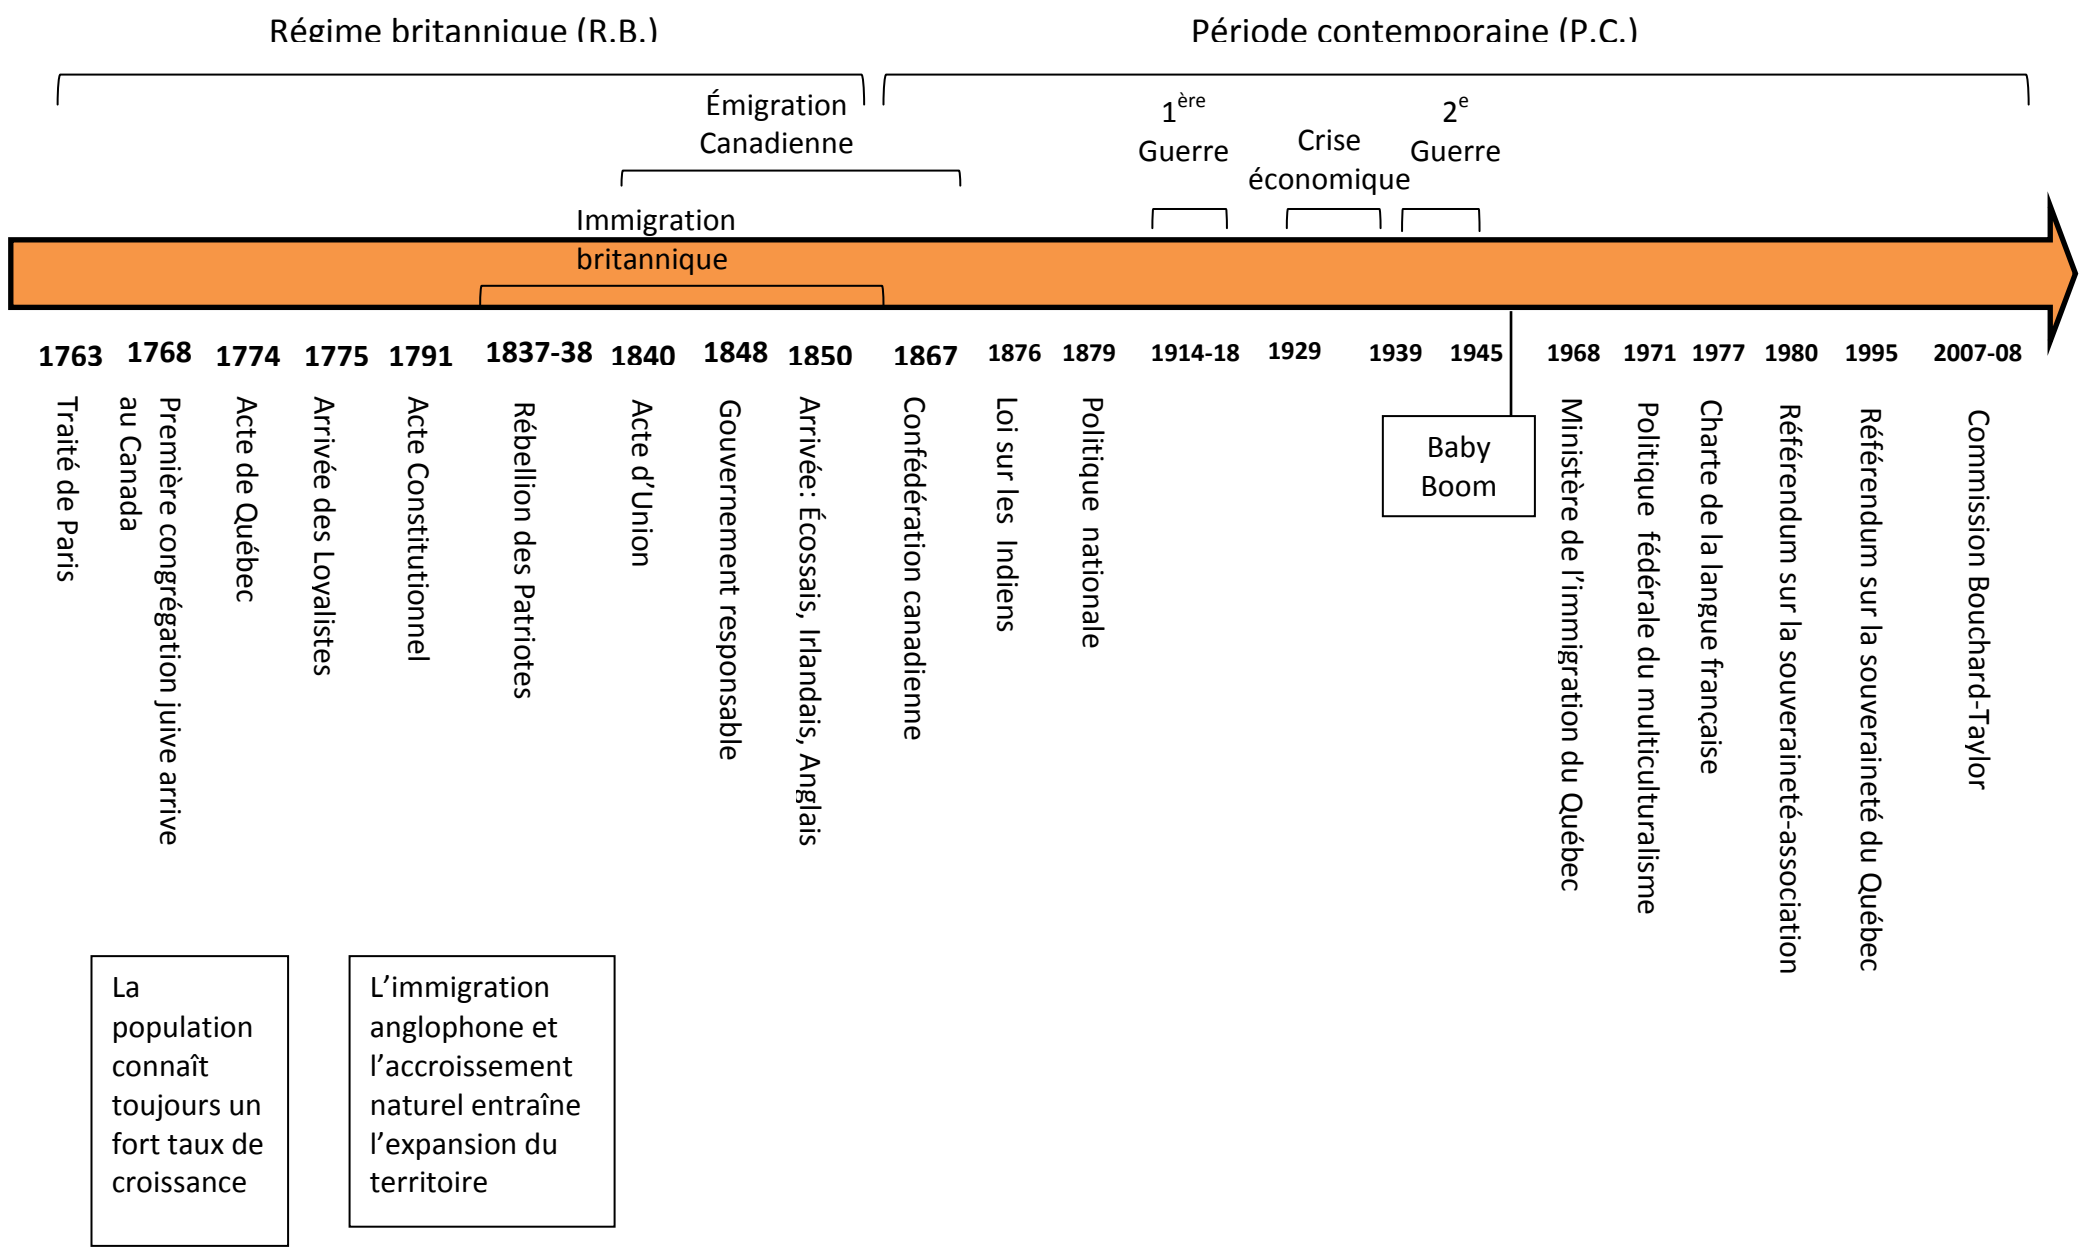 Régime britannique (R.B.)
Période contemporaine (P.C.)
Émigration
Canadienne
1ère
Guerre
Crise
économique
2e
Guerre
Immigration
britannique
1763
1768
1774
1775
1791
1837-38
1840
1848
1850
1867
1876
1879
1914-18
1929
1939
1945
1968
1971
1977
1980
1995
2007-08
Traité de Paris
Première congrégation juive arrive
au Canada
Acte de Québec
Arrivée des Loyalistes
Acte Constitutionnel
Rébellion des Patriotes
Acte d’Union
Gouvernement responsable
Arrivée: Écossais, Irlandais, Anglais
Confédération canadienne
Loi sur les Indiens
Politique nationale
Baby
Boom
Ministère de l’immigration du Québec
Politique fédérale du multiculturalisme
Charte de la langue française
Référendum sur la souveraineté-association
Référendum sur la souveraineté du Québec
Commission Bouchard-Taylor
La
population
connaît
toujours un
fort taux de
croissance
L’immigration
anglophone et
l’accroissement
naturel entraîne
l’expansion du
territoire